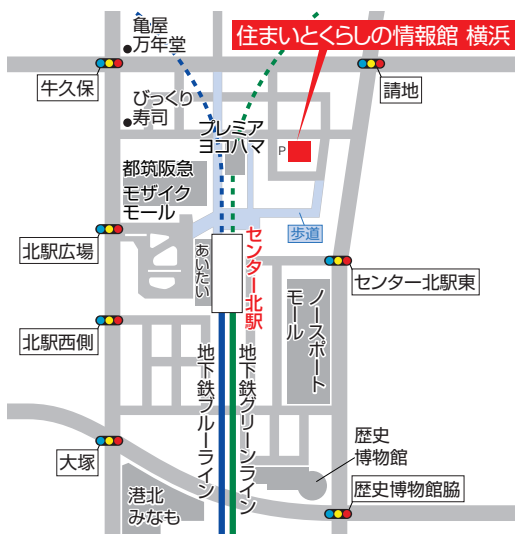 亀屋
万年堂
住まいとくらしの情報館 横浜
牛久保
請地
びっくり
寿司
プレミア
ヨコハマ
P
都筑阪急
モザイク
モール
歩道
北駅広場
あいたい
センター北駅
センター北駅東
ノースポート
モール
北駅西側
地下鉄ブルーライン
地下鉄グリーンライン
大塚
歴史
博物館
港北
みなも
歴史博物館脇